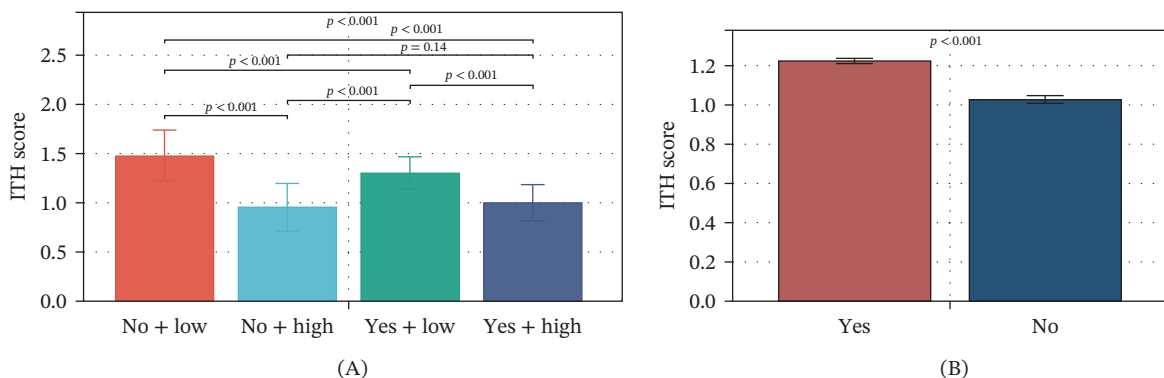 p < 0.001
p < 0.001
p = 0.14
p < 0.001
p < 0.001
p < 0.001
p < 0.001
ITH score
2.5
2.0
1.5
1.0
0.5
0.0
No + low No + high Yes + low Yes + high
(A)
p < 0.001
ITH score
1.2
1.0
0.8
0.6
0.4
0.2
0.0
Yes No
(B)